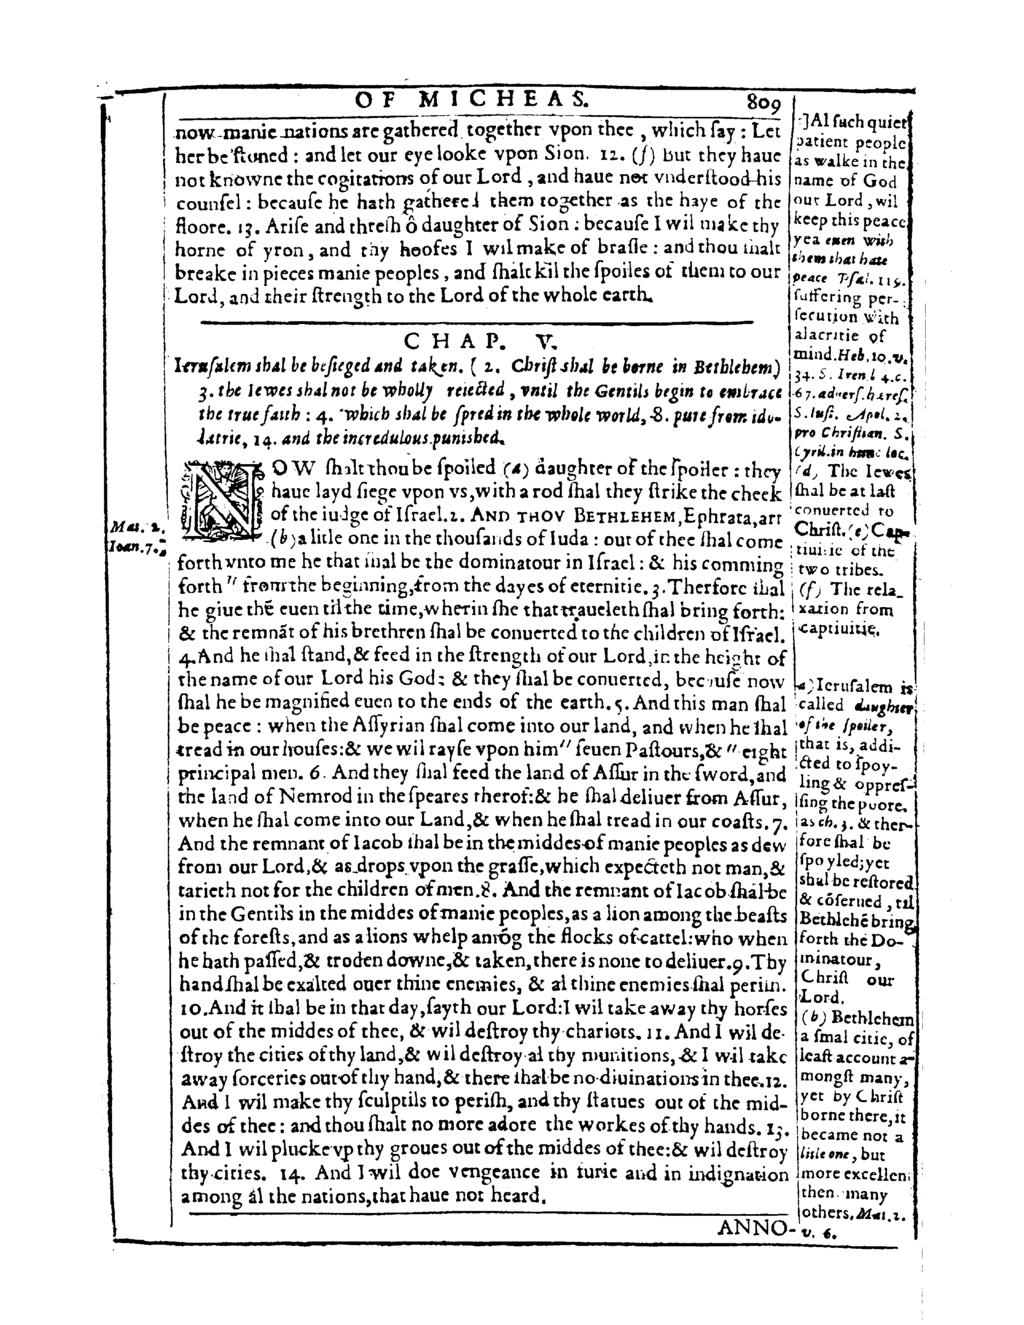 OF MICHEAS. 809
now manie nations are gathered together vpon thee, which ſay: Let
her be ſtoned: and let our eye looke vpon Sion. 12. (f) but they haue
not knowne the cogitations of our Lord, and haue not vnderſtood his
counſel: becauſe he hath gathered them together as the haye of the
floore. 13. Ariſe and threſh ô daughter of Sion: becauſe I wil make thy
horne of yron, and thy hoofes I wil make of braſſe: and thou ſhalt
breake in pieces manie peoples, and ſhalt kil the ſpoiles of them to our
Lord, and their ſtrength to the Lord of the whole earth.
CHAP. V.
Ieruſalem shal be beſieged and taken. (2. Chriſt shal be borne in Bethlehem)
3. the Iewes shal not be wholly reiected, vntil the Gentils begin to embrace
the true faith: 4. which shal be ſpred in the whole world, 8. pure from ido-
latrie, 14. and the incredulous punished.
NOW ſhalt thou be ſpoiled (a) daughter of the ſpoiler: they
haue layd ſiege vpon vs, with a rod ſhal they ſtrike the cheek
of the iudge of Iſrael. 2. AND THOV BETHLEHEM, Ephrata, art
(b) a litle one in the thouſands of Iuda: out of thee ſhal come
forth vnto me he that ſhal be the dominatour in Iſrael: & his comming
forth " from the beginning, from the dayes of eternitie. 3. Therfore ſhal
he giue thē euen til the time, wherin ſhe that traueleth ſhal bring forth:
& the remnāt of his brethren ſhal be conuerted to the children of Iſrael.
4. And he ſhal ſtand, & feed in the ſtrength of our Lord, in the height of
the name of our Lord his God: & they ſhal be conuerted, becauſe now
ſhal he be magnified euen to the ends of the earth. 5. And this man ſhal
be peace: when the Aſſyrian ſhal come into our land, and when he ſhal
tread in our houſes: & we wil rayſe vpon him " ſeuen Paſtours, & " eight
principal men. 6. And they ſhal feed the land of Aſſur in the ſword, and
the land of Nemrod in the ſpeares therof: & he ſhal deliuer from Aſſur,
when he ſhal come into our Land, & when he ſhal tread in our coaſts. 7.
And the remnant of Iacob ſhal be in the middes of manie peoples as dew
from our Lord, & as drops vpon the graſſe, which expecteth not man, &
tarieth not for the children of men. 8. And the remnant of Iacob ſhal be
in the Gentils in the middes of manie peoples, as a lion among the beaſts
of the foreſts, and as a lions whelp amōg the flocks of cattel: who when
he hath paſſed, & troden downe, & taken, there is none to deliuer. 9. Thy
hand ſhal be exalted ouer thine enemies, & al thine enemies ſhal periſh.
10. And it ſhal be in that day, ſayth our Lord: I wil take away thy horſes
out of the middes of thee, & wil deſtroy thy chariots. 11. And I wil de-
ſtroy the cities of thy land, & wil deſtroy al thy munitions, & I wil take
away ſorceries out of thy hand, & there ſhal be no diuinations in thee. 12.
And I wil make thy ſculptils to periſh, and thy ſtatues out of the mid-
des of thee: and thou ſhalt no more adore the workes of thy hands. 13.
And I wil plucke vp thy groues out of the middes of thee: & wil deſtroy
thy cities. 14. And I wil doe vengeance in furie and in indignation
among al the nations, that haue not heard.
ANNO-
Mat. 2.
Ioan. 7.
Al ſuch quiet
patient people
as walke in the
name of God
our Lord, wil
keep this peace
yea euen with
them that hate
peace Pſal. 119.
ſuffering per-
ſecution with
alacritie of
mind. Heb. 10. v.
34. S. Iren l 4. c.
67. aduerſ. hæreſ.
S. Iuſt. Apol. 2.
pro Chriſtian. S.
Cyril. in hunc loc.
(d) The Iewes
ſhal be at laſt
conuerted to
Chriſt. (e) Cap-
tiuitie of the
two tribes.
(f) The rela-
xation from
captiuitie.
(a) Ieruſalem is
called daughter
of the ſpoiler,
that is, addi-
cted to ſpoy-
ling & oppreſ-
ſing the poore.
as ch. 3. & ther-
fore ſhal be
ſpoyled; yet
shal be reſtored
& cōſerued, til
Bethlehē bring
forth the Do-
minatour,
Chriſt our
Lord.
(b) Bethlehem
a ſmal citie, of
leaſt account a-
mongſt many,
yet by Chriſt
borne there, it
became not a
litle one, but
more excellent
then many
others. Mat. 2.
v. 6.